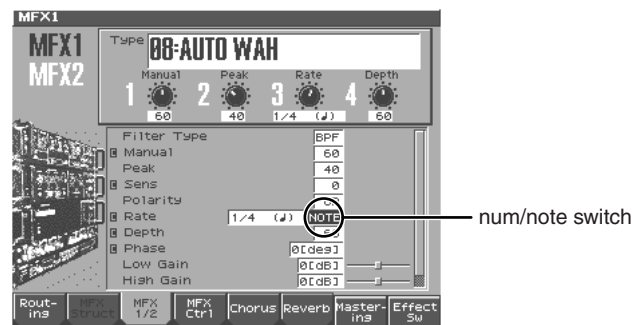 MFX1
MFX1
MFX2
Type 08:AUTO WAH
Manual Peak Rate Depth
1 2 3 4
60 40 1/4 (♩) 60
Filter Type BPF
Manual 60
Peak 40
Sens 0
Polarity
Rate 1/4 (♩) NOTE
Depth
Phase 0[deg]
Low Gain 0[dB]
High Gain 0[dB]
num/note switch
Rout-
ing
MFX
Struct
MFX
1/2
MFX
Ctrl
Chorus
Reverb
Master-
ing
Effect
Sw